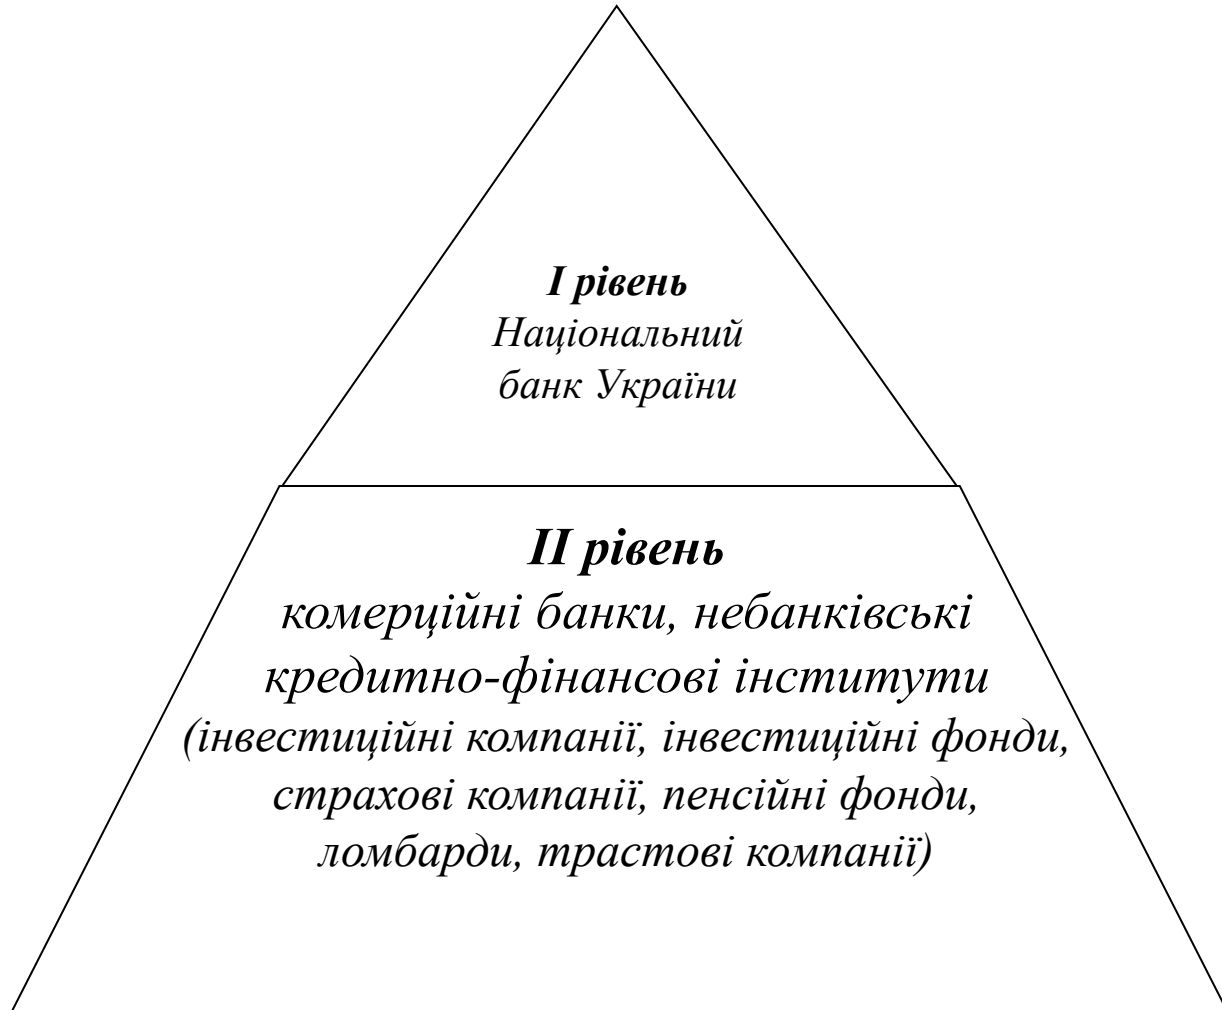 І рівень
Національний
банк України
ІІ рівень
комерційні банки, небанківські
кредитно-фінансові інститути
(інвестиційні компанії, інвестиційні фонди,
страхові компанії, пенсійні фонди,
ломбарди, трастові компанії)